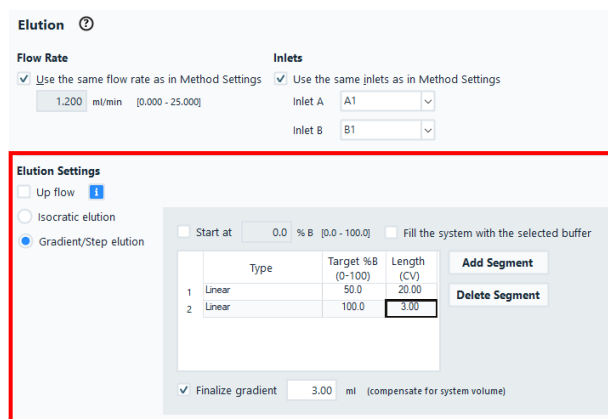 Elution ?
Flow Rate
Inlets
Use the same flow rate as in Method Settings
Use the same inlets as in Method Settings
1.200 ml/min [0.000 - 25.000]
Inlet A A1
Inlet B B1
Elution Settings
Up flow i
Isocratic elution
Gradient/Step elution
Start at 0.0 % B [0.0 - 100.0] Fill the system with the selected buffer
Type Target %B (0-100) Length (CV)
1 Linear 50.0 20.00
2 Linear 100.0 3.00
Add Segment
Delete Segment
Finalize gradient 3.00 ml (compensate for system volume)